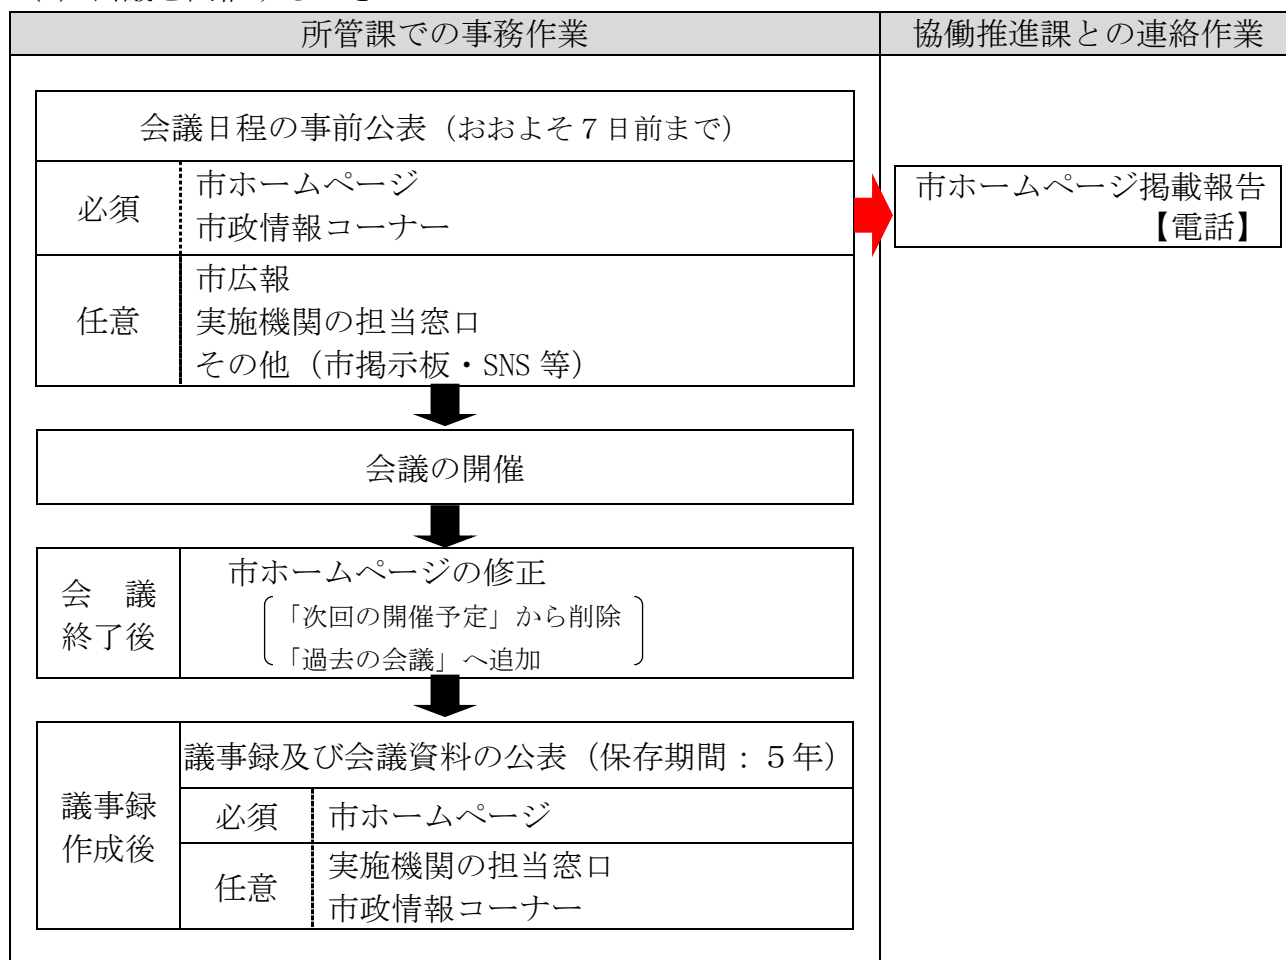 所管課での事務作業
協働推進課との連絡作業
会議日程の事前公表（おおよそ７日前まで）
必須
市ホームページ
市政情報コーナー
市ホームページ掲載報告
【電話】
任意
市広報
実施機関の担当窓口
その他（市掲示板・SNS 等）
会議の開催
会　議
終了後
市ホームページの修正
「次回の開催予定」から削除
「過去の会議」へ追加
議事録
作成後
議事録及び会議資料の公表（保存期間：５年）
必須
市ホームページ
任意
実施機関の担当窓口
市政情報コーナー